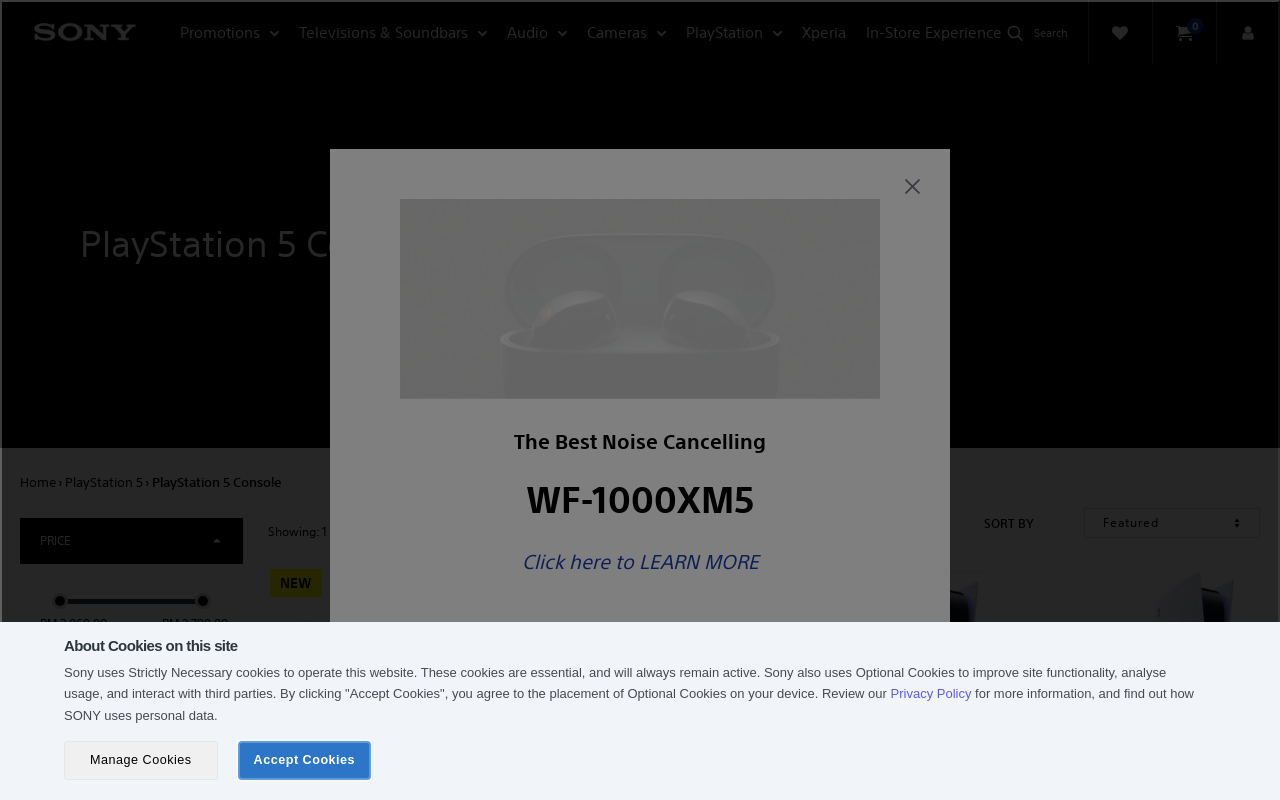 SONY
Promotions
Televisions & Soundbars
Audio
Cameras
PlayStation
Xperia
In-Store Experience
Search
0
PlayStation 5 Co
The Best Noise Cancelling
WF-1000XM5
Click here to LEARN MORE
Home › PlayStation 5 › PlayStation 5 Console
PRICE
Showing: 1
SORT BY
Featured
NEW
About Cookies on this site
Sony uses Strictly Necessary cookies to operate this website. These cookies are essential, and will always remain active. Sony also uses Optional Cookies to improve site functionality, analyse
usage, and interact with third parties. By clicking "Accept Cookies", you agree to the placement of Optional Cookies on your device. Review our Privacy Policy for more information, and find out how
SONY uses personal data.
Manage Cookies
Accept Cookies